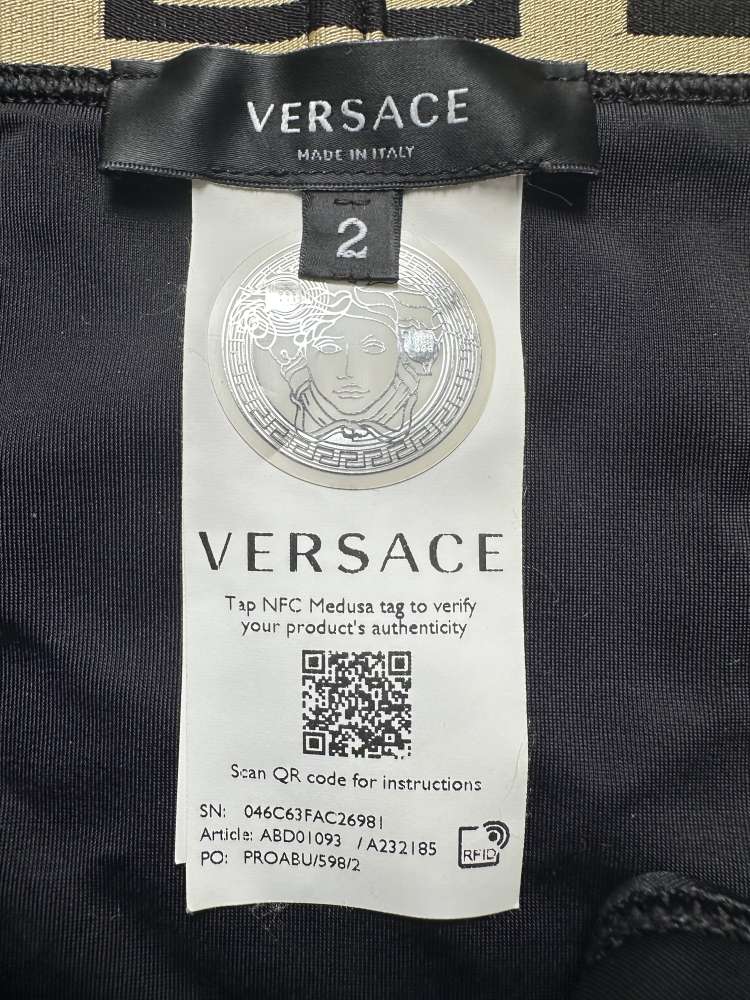 VERSACE
MADE IN ITALY
2
VERSACE
Tap NFC Medusa tag to verify
your product's authenticity
Scan QR code for instructions
SN: 046C63FAC26981
Article: ABD01093 /A232185
PO: PROABU/598/2
RFID